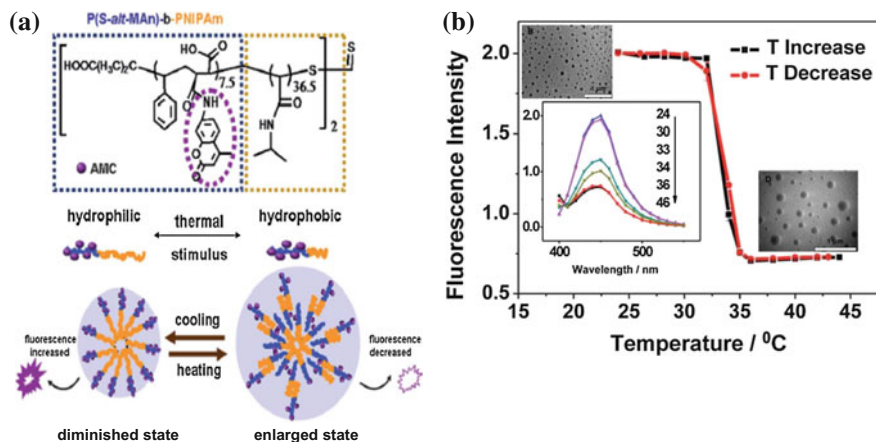 (a)
P(S-alt-MAn)-b-PNIPAm
HOOC(H₃C)₂C
HO
O
7.5
O
NH
O
O
AMC
36.5
S
S
O
HN
2
hydrophilic
thermal
stimulus
hydrophobic
fluorescence
increased
cooling
heating
fluorescence
decreased
diminished state
enlarged state
(b)
Fluorescence Intensity
2.0
1.5
1.0
0.5
15 20 25 30 35 40 45
Temperature / ⁰C
T Increase
T Decrease
2.0
1.0
0.0
400 500
Wavelength / nm
24
30
33
34
36
46